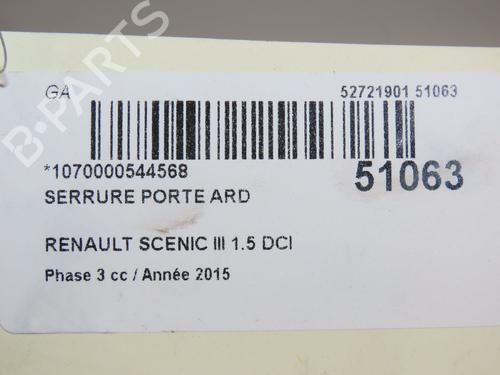 GA 52721901 51063
*1070000544568 51063
SERRURE PORTE ARD
RENAULT SCENIC III 1.5 DCI
Phase 3 cc / Année 2015
B-PARTS